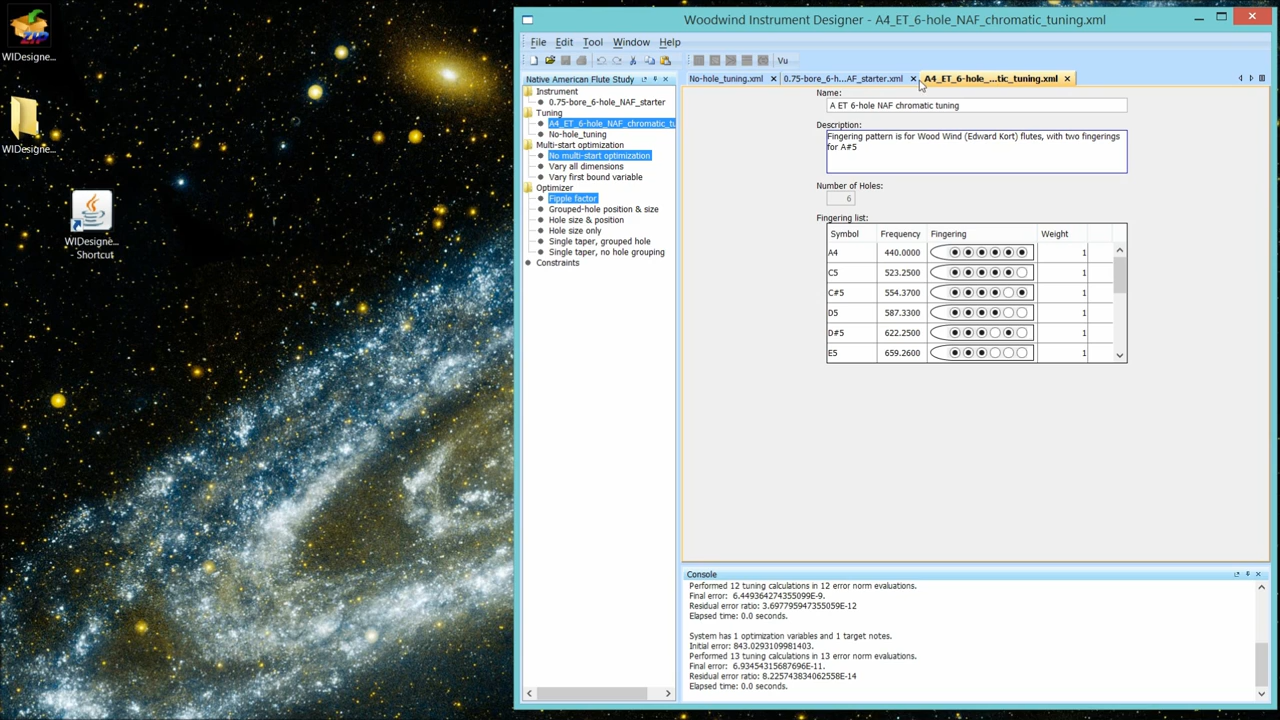 WIDesigne...
WIDesigne...
WIDesigne...
- Shortcut
Woodwind Instrument Designer - A4_ET_6-hole_NAF_chromatic_tuning.xml
File Edit Tool Window Help
Vu
Native American Flute Study
Instrument
0.75-bore_6-hole_NAF_starter
Tuning
A4_ET_6-hole_NAF_chromatic_tu
No-hole_tuning
Multi-start optimization
No multi-start optimization
Vary all dimensions
Vary first bound variable
Optimizer
Fipple factor
Grouped-hole position & size
Hole size & position
Hole size only
Single taper, grouped hole
Single taper, no hole grouping
Constraints
No-hole_tuning.xml 0.75-bore_6-h...AF_starter.xml A4_ET_6-hole_...tic_tuning.xml
Name:
A ET 6-hole NAF chromatic tuning
Description:
Fingering pattern is for Wood Wind (Edward Kort) flutes, with two fingerings
for A#5
Number of Holes:
6
Fingering list:
Symbol Frequency Fingering Weight
A4 440.0000 1
C5 523.2500 1
C#5 554.3700 1
D5 587.3300 1
D#5 622.2500 1
E5 659.2600 1
Console
Performed 12 tuning calculations in 12 error norm evaluations.
Final error: 6.449364274355099E-9.
Residual error ratio: 3.697795947355059E-12
Elapsed time: 0.0 seconds.
System has 1 optimization variables and 1 target notes.
Initial error: 843.0293109981403.
Performed 13 tuning calculations in 13 error norm evaluations.
Final error: 6.93454315687696E-11.
Residual error ratio: 8.225743834062558E-14
Elapsed time: 0.0 seconds.